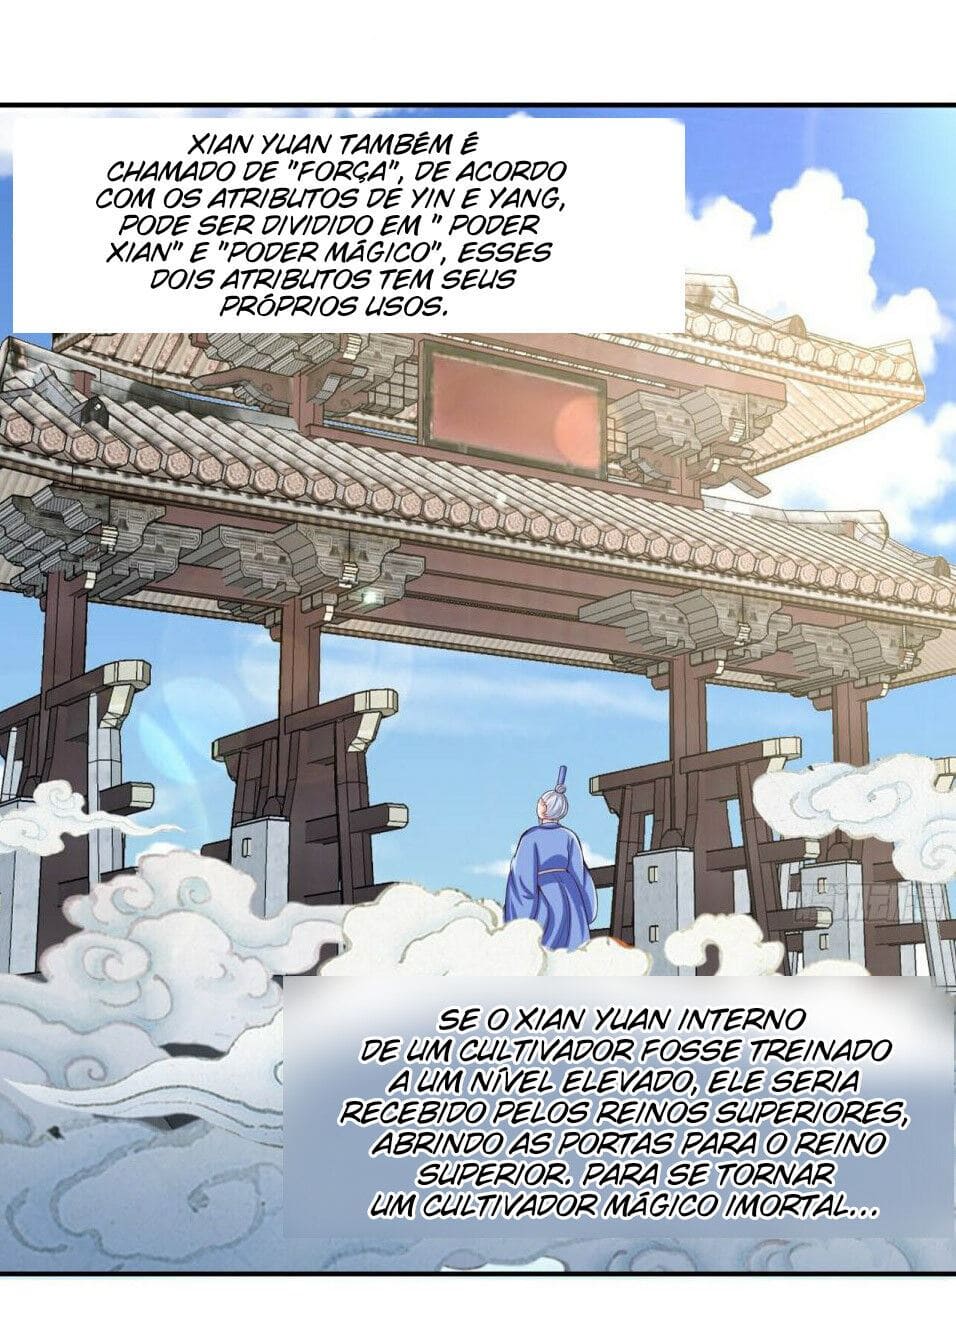 XIAN YUAN TAMBÉM É
CHAMADO DE "FORÇA", DE ACORDO
COM OS ATRIBUTOS DE YIN E YANG,
PODE SER DIVIDIDO EM " PODER
XIAN" E "PODER MÁGICO", ESSES
DOIS ATRIBUTOS TEM SEUS
PRÓPRIOS USOS.
SE O XIAN YUAN INTERNO
DE UM CULTIVADOR FOSSE TREINADO
A UM NÍVEL ELEVADO, ELE SERIA
RECEBIDO PELOS REINOS SUPERIORES,
ABRINDO AS PORTAS PARA O REINO
SUPERIOR. PARA SE TORNAR
UM CULTIVADOR MÁGICO IMORTAL...